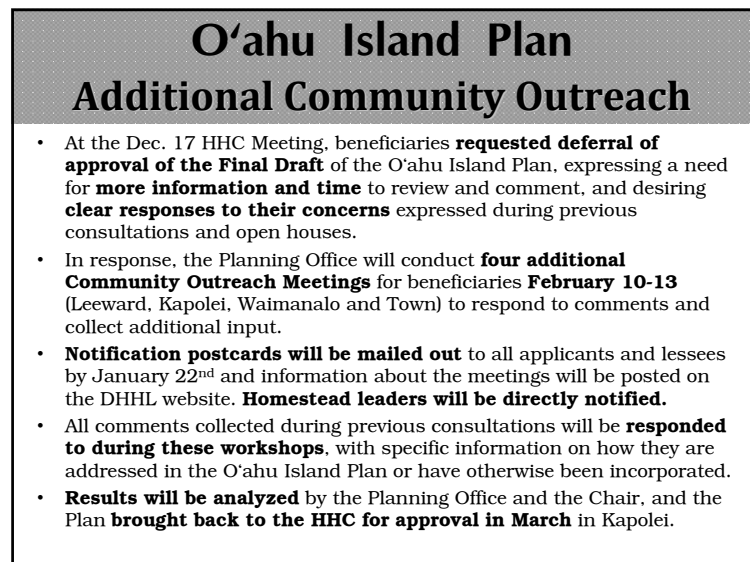 Oʻahu Island Plan
Additional Community Outreach
• At the Dec. 17 HHC Meeting, beneficiaries requested deferral of
approval of the Final Draft of the Oʻahu Island Plan, expressing a need
for more information and time to review and comment, and desiring
clear responses to their concerns expressed during previous
consultations and open houses.
• In response, the Planning Office will conduct four additional
Community Outreach Meetings for beneficiaries February 10-13
(Leeward, Kapolei, Waimanalo and Town) to respond to comments and
collect additional input.
• Notification postcards will be mailed out to all applicants and lessees
by January 22nd and information about the meetings will be posted on
the DHHL website. Homestead leaders will be directly notified.
• All comments collected during previous consultations will be responded
to during these workshops, with specific information on how they are
addressed in the Oʻahu Island Plan or have otherwise been incorporated.
• Results will be analyzed by the Planning Office and the Chair, and the
Plan brought back to the HHC for approval in March in Kapolei.